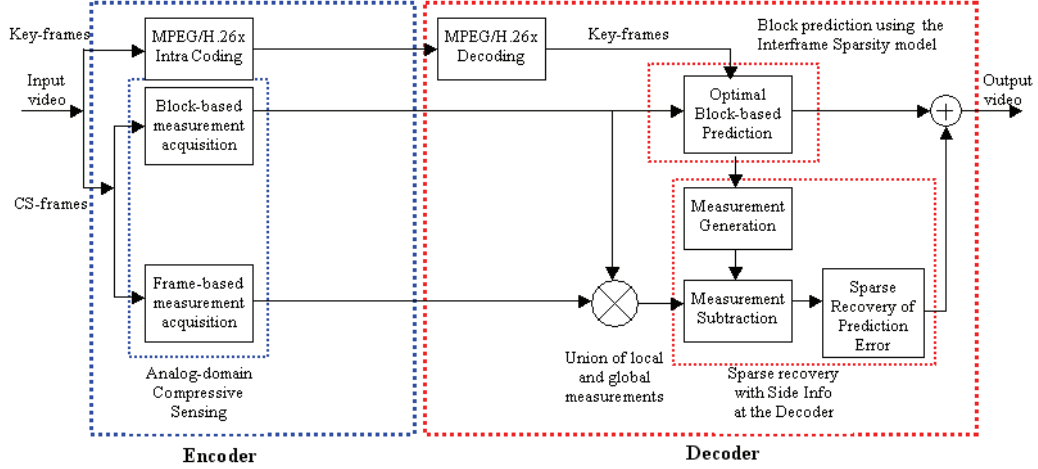 Key-frames
Input
video
CS-frames
MPEG/H.26x
Intra Coding
Block-based
measurement
acquisition
Frame-based
measurement
acquisition
Analog-domain
Compressive
Sensing
Encoder
MPEG/H.26x
Decoding
Key-frames
Block prediction using the
Interframe Sparsity model
Optimal
Block-based
Prediction
Output
video
Measurement
Generation
Measurement
Subtraction
Sparse
Recovery of
Prediction
Error
Union of local
and global
measurements
Sparse recovery
with Side Info
at the Decoder
Decoder